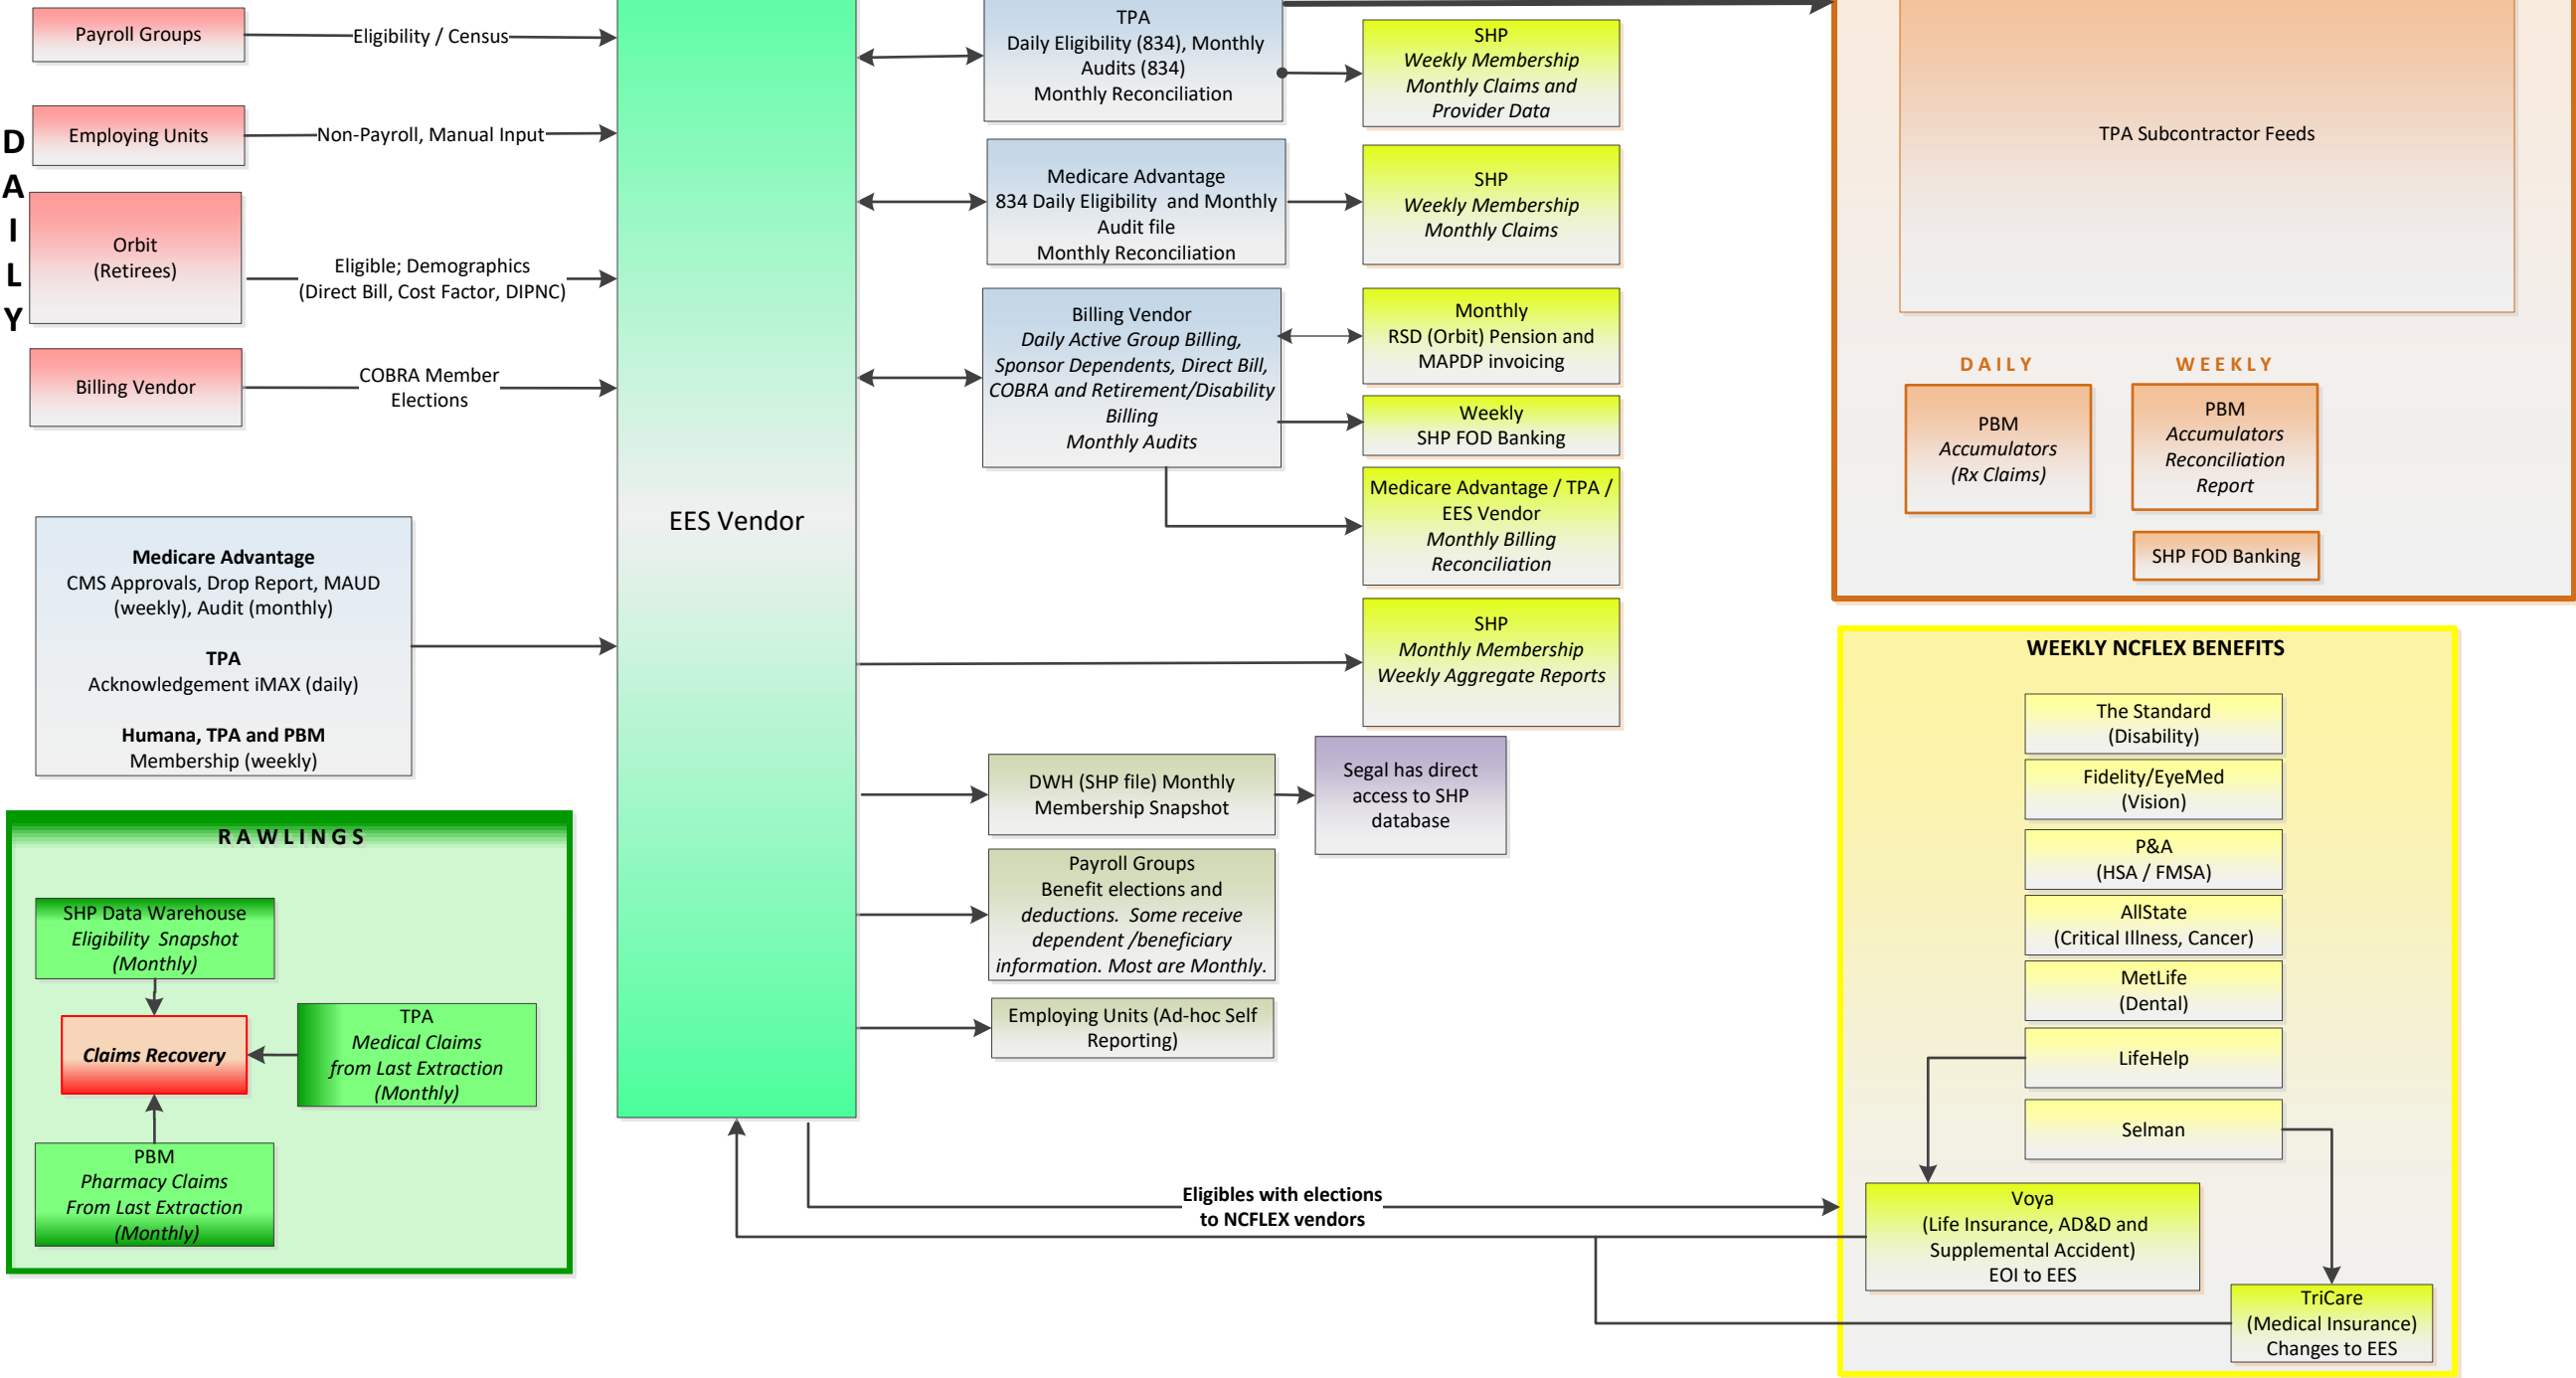 D
A
I
L
Y
Payroll Groups
Eligibility / Census
Employing Units
Non-Payroll, Manual Input
Orbit
(Retirees)
Eligible; Demographics
(Direct Bill, Cost Factor, DIPNC)
Billing Vendor
COBRA Member
Elections
Medicare Advantage
CMS Approvals, Drop Report, MAUD
(weekly), Audit (monthly)
TPA
Acknowledgement iMAX (daily)
Humana, TPA and PBM
Membership (weekly)
RAWLINGS
SHP Data Warehouse
Eligibility Snapshot
(Monthly)
Claims Recovery
TPA
Medical Claims
from Last Extraction
(Monthly)
PBM
Pharmacy Claims
From Last Extraction
(Monthly)
EES Vendor
TPA
Daily Eligibility (834), Monthly
Audits (834)
Monthly Reconciliation
SHP
Weekly Membership
Monthly Claims and
Provider Data
Medicare Advantage
834 Daily Eligibility and Monthly
Audit file
Monthly Reconciliation
SHP
Weekly Membership
Monthly Claims
Billing Vendor
Daily Active Group Billing,
Sponsor Dependents, Direct Bill,
COBRA and Retirement/Disability
Billing
Monthly Audits
Monthly
RSD (Orbit) Pension and
MAPDP invoicing
Weekly
SHP FOD Banking
Medicare Advantage / TPA /
EES Vendor
Monthly Billing
Reconciliation
SHP
Monthly Membership
Weekly Aggregate Reports
DWH (SHP file) Monthly
Membership Snapshot
Segal has direct
access to SHP
database
Payroll Groups
Benefit elections and
deductions. Some receive
dependent /beneficiary
information. Most are Monthly.
Employing Units (Ad-hoc Self
Reporting)
Eligibles with elections
to NCFLEX vendors
TPA Subcontractor Feeds
DAILY
PBM
Accumulators
(Rx Claims)
WEEKLY
PBM
Accumulators
Reconciliation
Report
SHP FOD Banking
WEEKLY NCFLEX BENEFITS
The Standard
(Disability)
Fidelity/EyeMed
(Vision)
P&A
(HSA / FMSA)
AllState
(Critical Illness, Cancer)
MetLife
(Dental)
LifeHelp
Selman
Voya
(Life Insurance, AD&D and
Supplemental Accident)
EOI to EES
TriCare
(Medical Insurance)
Changes to EES